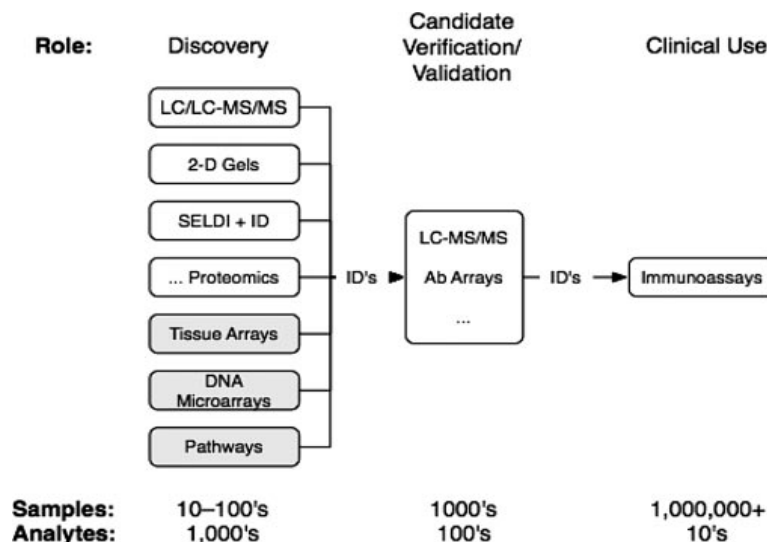 Role: Discovery Candidate Verification/ Validation Clinical Use
LC/LC-MS/MS
2-D Gels
SELDI + ID
... Proteomics
Tissue Arrays
DNA
Microarrays
Pathways
ID's
LC-MS/MS
Ab Arrays
...
ID's
Immunoassays
Samples: 10–100's 1000's 1,000,000+
Analytes: 1,000's 100's 10's